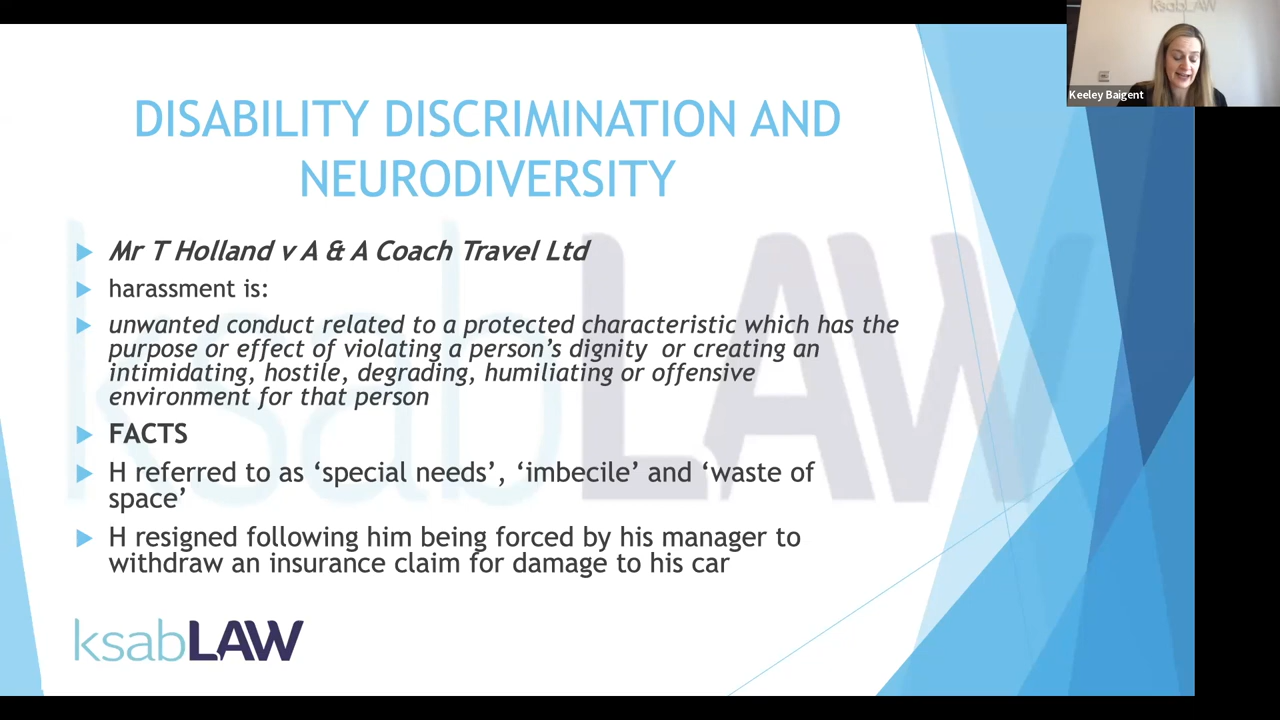 ksabLAW
Keeley Baigent
DISABILITY DISCRIMINATION AND
NEURODIVERSITY
Mr T Holland v A & A Coach Travel Ltd
harassment is:
unwanted conduct related to a protected characteristic which has the
purpose or effect of violating a person’s dignity or creating an
intimidating, hostile, degrading, humiliating or offensive
environment for that person
FACTS
H referred to as ‘special needs’, ‘imbecile’ and ‘waste of
space’
H resigned following him being forced by his manager to
withdraw an insurance claim for damage to his car
ksabLAW
ksabLAW